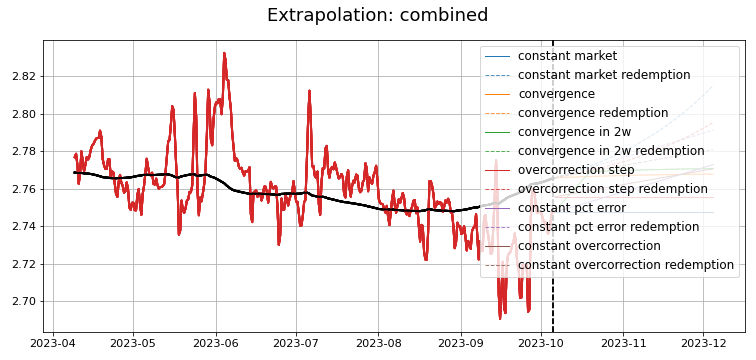 Extrapolation: combined
constant market
constant market redemption
convergence
convergence redemption
convergence in 2w
convergence in 2w redemption
overcorrection step
overcorrection step redemption
constant pct error
constant pct error redemption
constant overcorrection
constant overcorrection redemption
2.82
2.80
2.78
2.76
2.74
2.72
2.70
2023-04 2023-05 2023-06 2023-07 2023-08 2023-09 2023-10 2023-11 2023-12